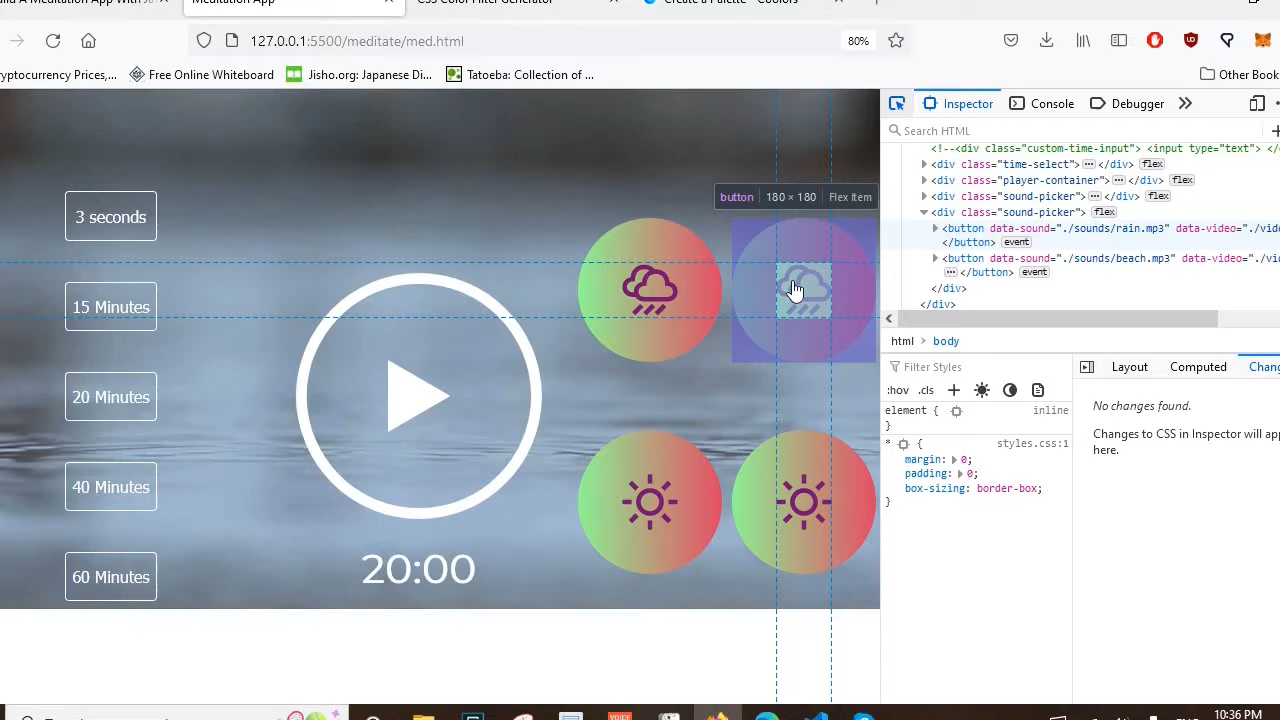 Meditation App
CSS Color Filter Generator
Create a Palette - Coolors
127.0.0.1:5500/meditate/med.html
80%
ryptocurrency Prices,...
Free Online Whiteboard
Jisho.org: Japanese Di...
Tatoeba: Collection of ...
Other Book
Inspector
Console
Debugger
Search HTML
<!--<div class="custom-time-input"> <input type="text"> </
<div class="time-select"></div> flex
<div class="player-container"></div> flex
<div class="sound-picker"></div> flex
<div class="sound-picker"> flex
<button data-sound="./sounds/rain.mp3" data-video="./vid
</button> event
<button data-sound="./sounds/beach.mp3" data-video="./vi
</button> event
</div>
</div>
html
body
Filter Styles
Layout
Computed
Chang
:hov
.cls
+
element {
inline
}
* {
styles.css:1
margin: 0;
padding: 0;
box-sizing: border-box;
}
No changes found.
Changes to CSS in Inspector will app
here.
button
180 × 180
Flex Item
3 seconds
15 Minutes
20 Minutes
40 Minutes
60 Minutes
20:00
VOICE
10:36 PM